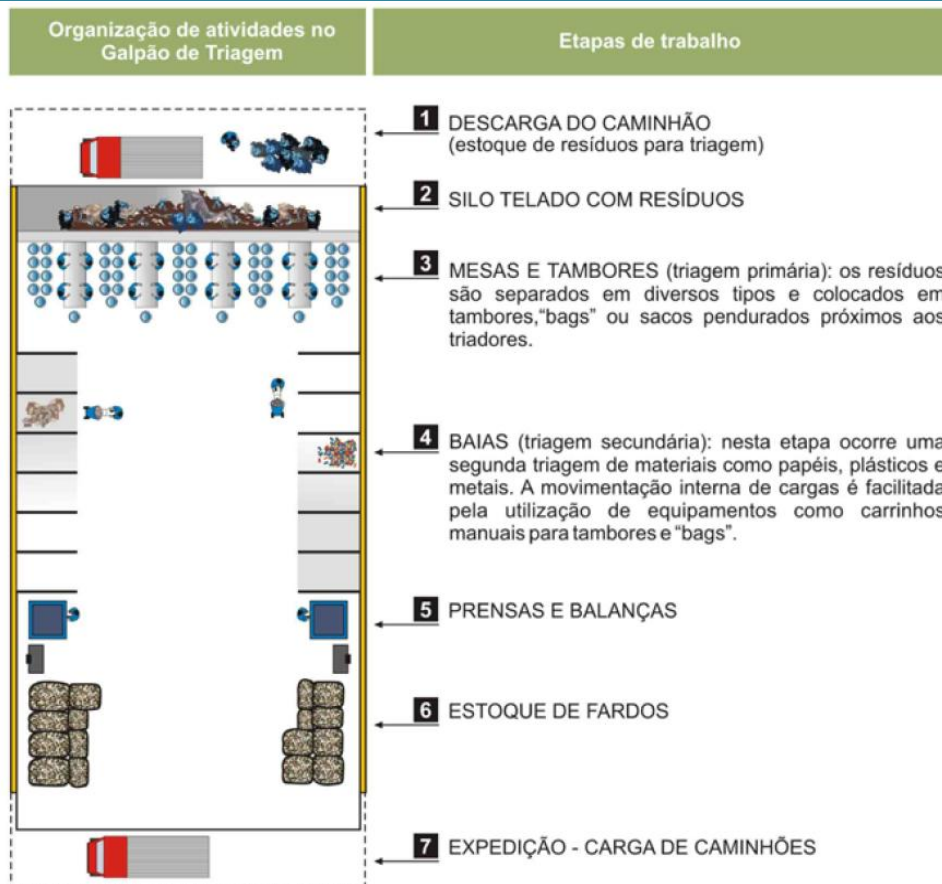 Organização de atividades no
Galpão de Triagem
Etapas de trabalho
1 DESCARGA DO CAMINHÃO
(estoque de resíduos para triagem)
2 SILO TELADO COM RESÍDUOS
3 MESAS E TAMBORES (triagem primária): os resíduos
são separados em diversos tipos e colocados em
tambores,“bags” ou sacos pendurados próximos aos
triadores.
4 BAIAS (triagem secundária): nesta etapa ocorre uma
segunda triagem de materiais como papéis, plásticos e
metais. A movimentação interna de cargas é facilitada
pela utilização de equipamentos como carrinhos
manuais para tambores e “bags”.
5 PRENSAS E BALANÇAS
6 ESTOQUE DE FARDOS
7 EXPEDIÇÃO - CARGA DE CAMINHÕES